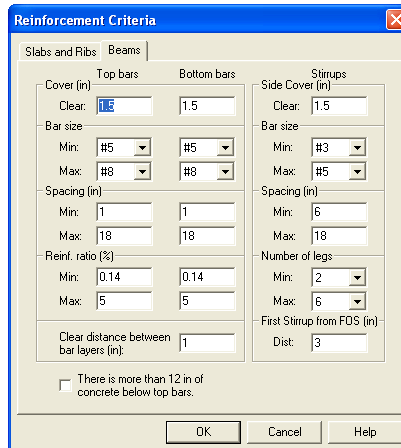 Reinforcement Criteria
Slabs and Ribs Beams
Top bars Bottom bars Stirrups
Cover (in) Side Cover (in)
Clear: 1.5 1.5 Clear: 1.5
Bar size Bar size
Min: #5 #5 Min: #3
Max: #8 #8 Max: #5
Spacing (in) Spacing (in)
Min: 1 1 Min: 6
Max: 18 18 Max: 18
Reinf. ratio (%) Number of legs
Min: 0.14 0.14 Min: 2
Max: 5 5 Max: 6
First Stirrup from FOS (in)
Clear distance between
bar layers (in): 1 Dist: 3
There is more than 12 in of
concrete below top bars.
OK Cancel Help